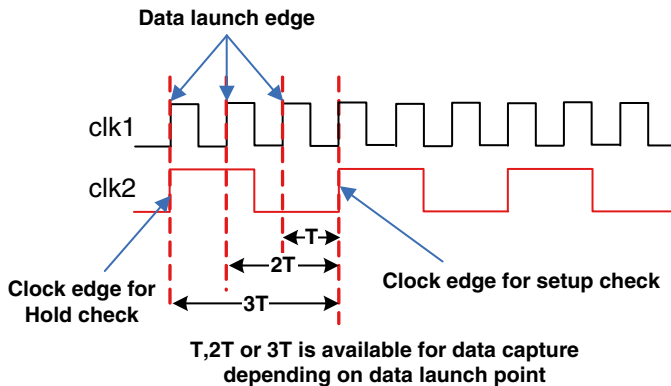 Data launch edge
clk1
clk2
T
2T
3T
Clock edge for
Hold check
Clock edge for setup check
T,2T or 3T is available for data capture
depending on data launch point